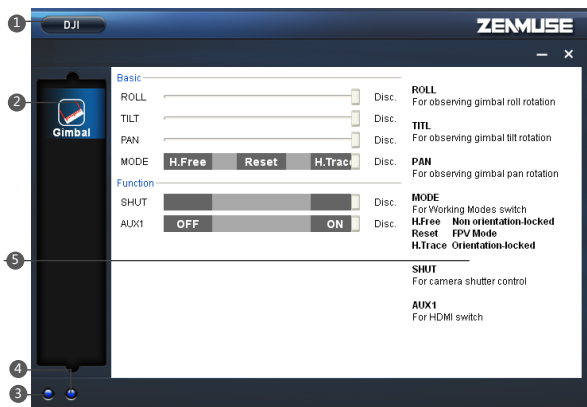 1 DJI ZENMUSE
2 Gimbal
Basic
ROLL Disc.
TILT Disc.
PAN Disc.
MODE H.Free Reset H.Trac Disc.
Function
SHUT Disc.
AUX1 OFF ON Disc.
ROLL
For observing gimbal roll rotation
TITL
For observing gimbal tilt rotation
PAN
For observing gimbal pan rotation
MODE
For Working Modes switch
H.Free Non orientation-locked
Reset FPV Mode
H.Trace Orientation-locked
5
SHUT
For camera shutter control
AUX1
For HDMI switch
4
3